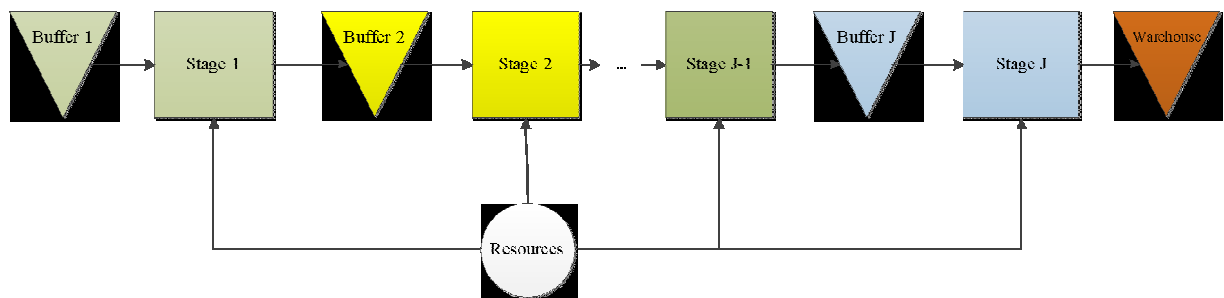 Buffer 1
Stage 1
Buffer 2
Stage 2
...
Stage J-1
Buffer J
Stage J
Warehouse
Resources